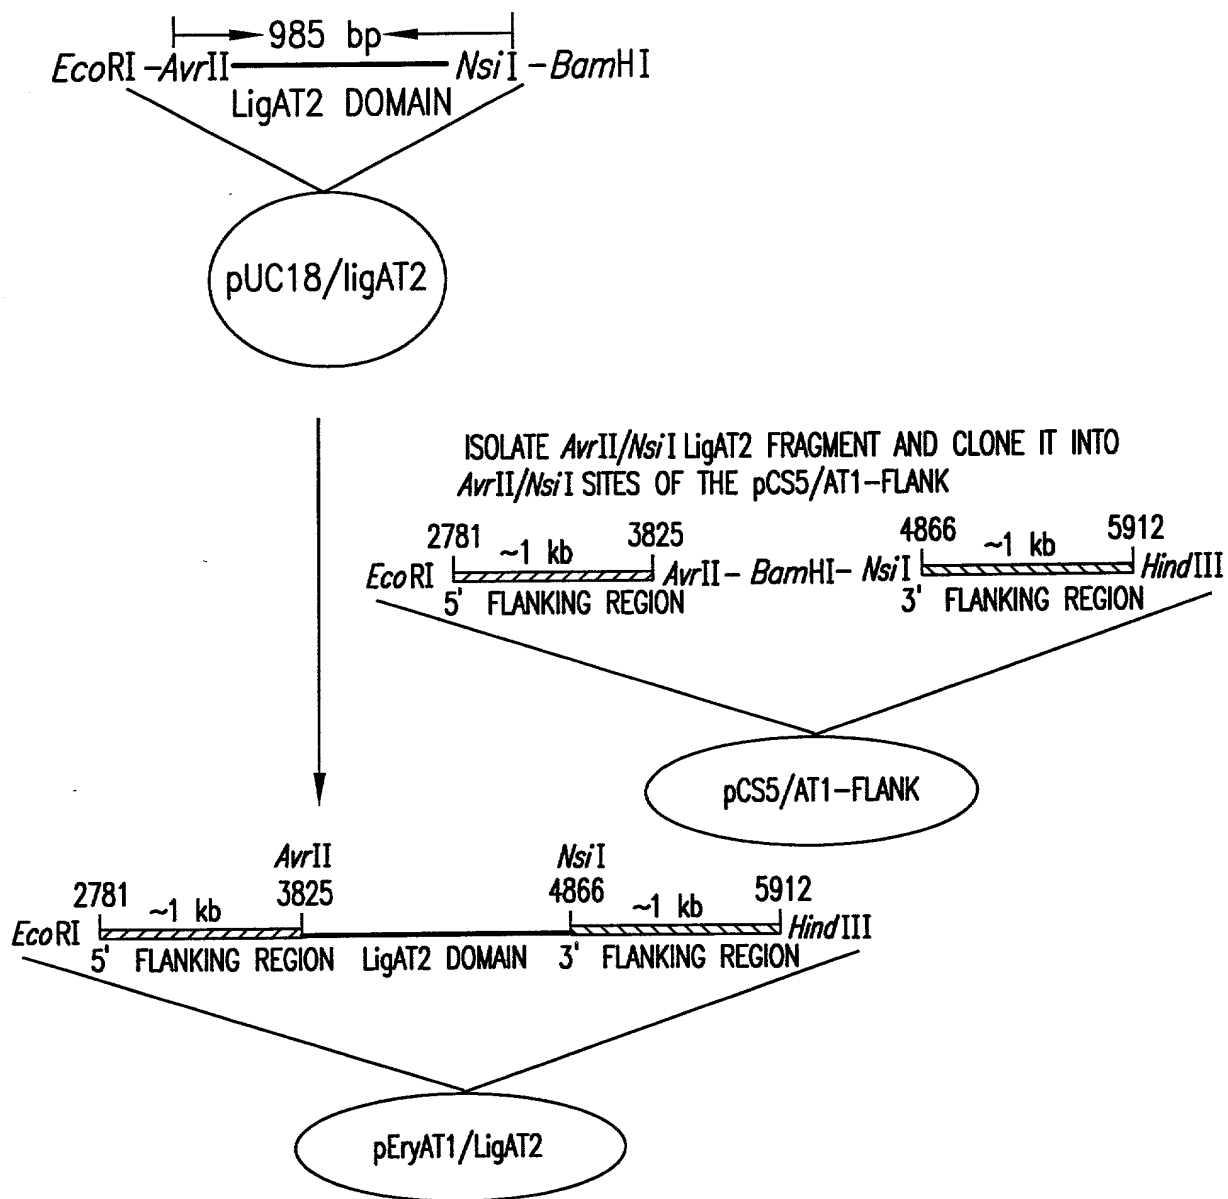 985 bp
EcoRI–AvrII NsiI–BamHI
LigAT2 DOMAIN
pUC18/ligAT2
ISOLATE AvrII/NsiI LigAT2 FRAGMENT AND CLONE IT INTO
AvrII/NsiI SITES OF THE pCS5/AT1–FLANK
2781 ~1 kb 3825 4866 ~1 kb 5912
EcoRI AvrII– BamHI– NsiI HindIII
5' FLANKING REGION 3' FLANKING REGION
pCS5/AT1–FLANK
AvrII NsiI
2781 ~1 kb 3825 4866 ~1 kb 5912
EcoRI HindIII
5' FLANKING REGION LigAT2 DOMAIN 3' FLANKING REGION
pEryAT1/LigAT2